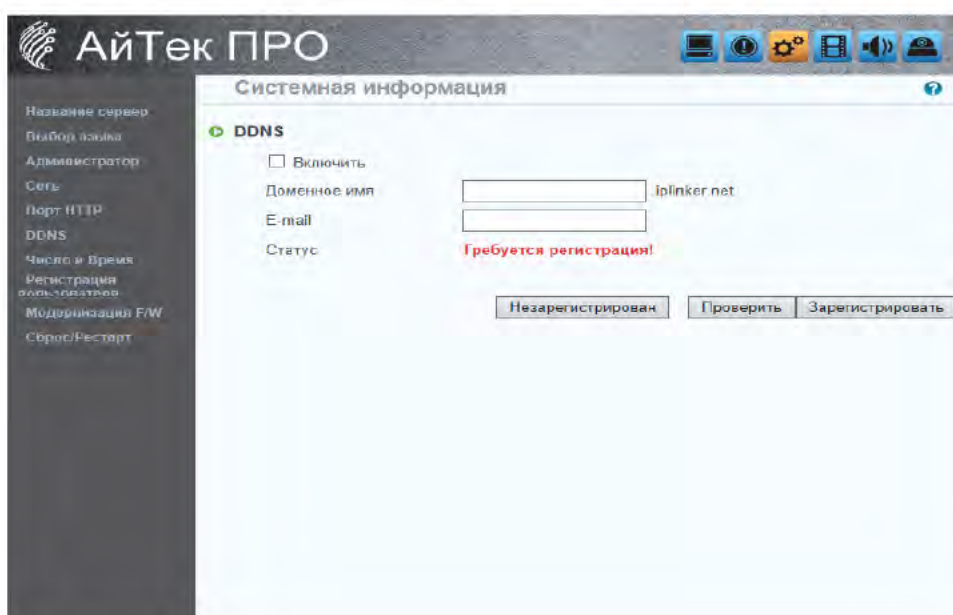 АйТек ПРО
Системная информация
Название сервер
Выбор языка
Администратор
Сеть
Порт HTTP
DDNS
Число и Время
Регистрация
пользователя
Модернизация F/W
Сброс/Рестарт
DDNS
Включить
Доменное имя
.iplinker.net
E-mail
Статус
Требуется регистрация!
Незарегистрирован
Проверить
Зарегистрировать